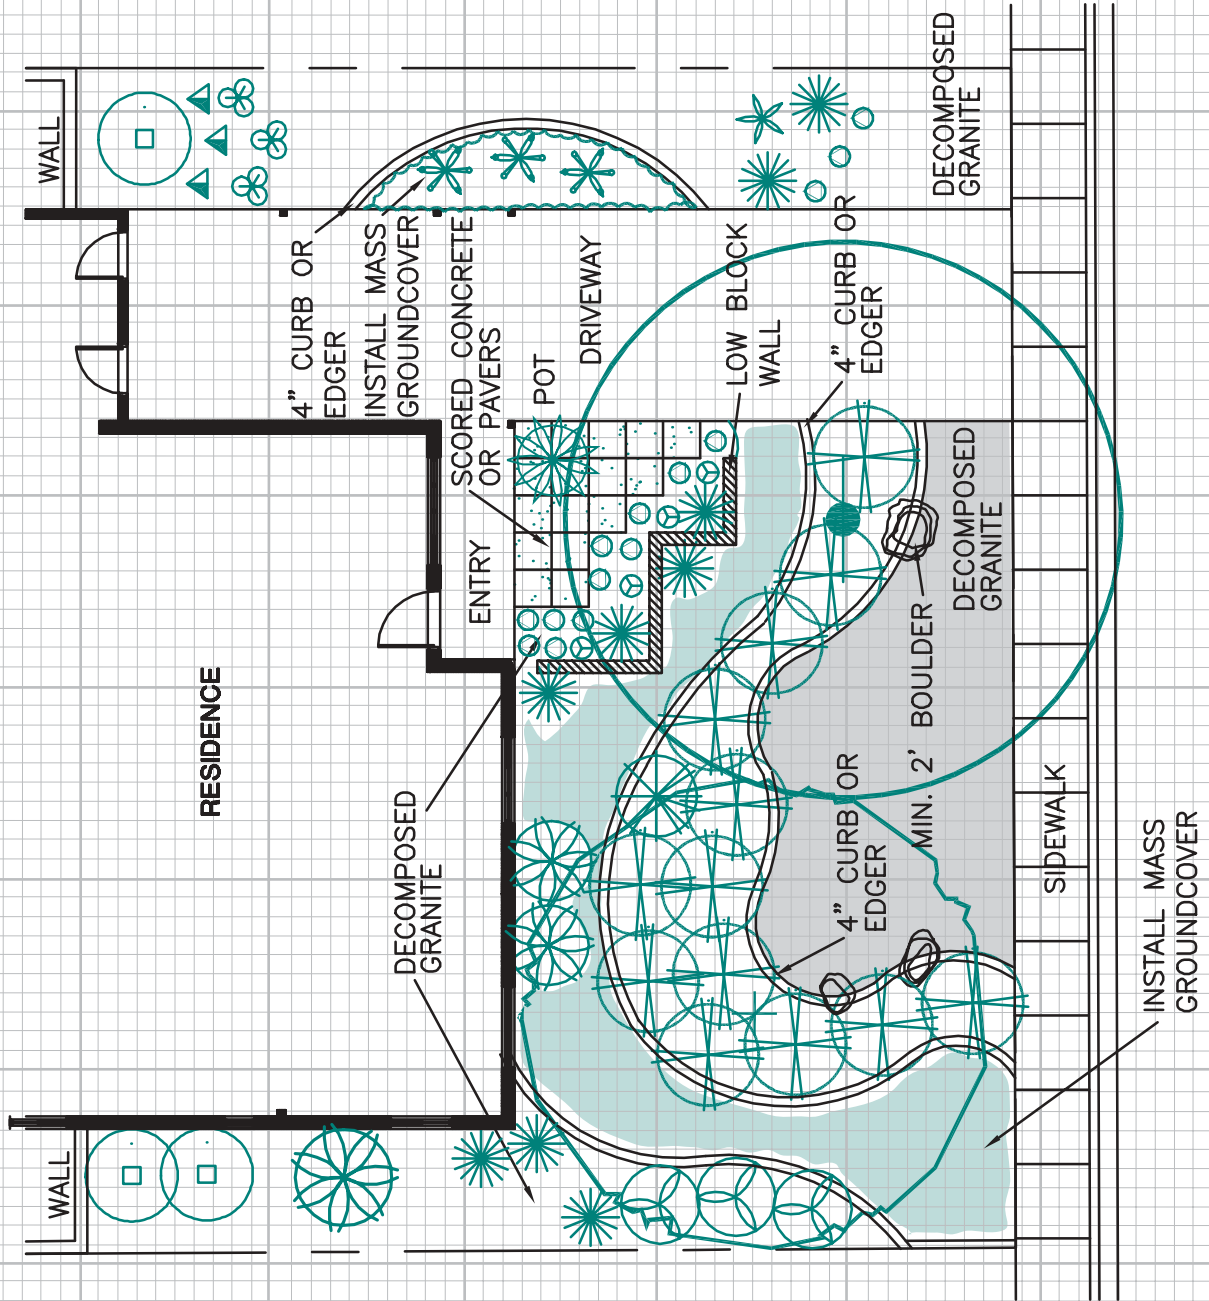 WALL
DECOMPOSED
GRANITE
4” CURB OR
EDGER
INSTALL MASS
GROUNDCOVER
SCORED CONCRETE
OR PAVERS
POT
DRIVEWAY
LOW BLOCK
WALL
4” CURB OR
EDGER
ENTRY
DECOMPOSED
GRANITE
RESIDENCE
MIN. 2’ BOULDER
DECOMPOSED
GRANITE
4” CURB OR
EDGER
SIDEWALK
INSTALL MASS
GROUNDCOVER
WALL